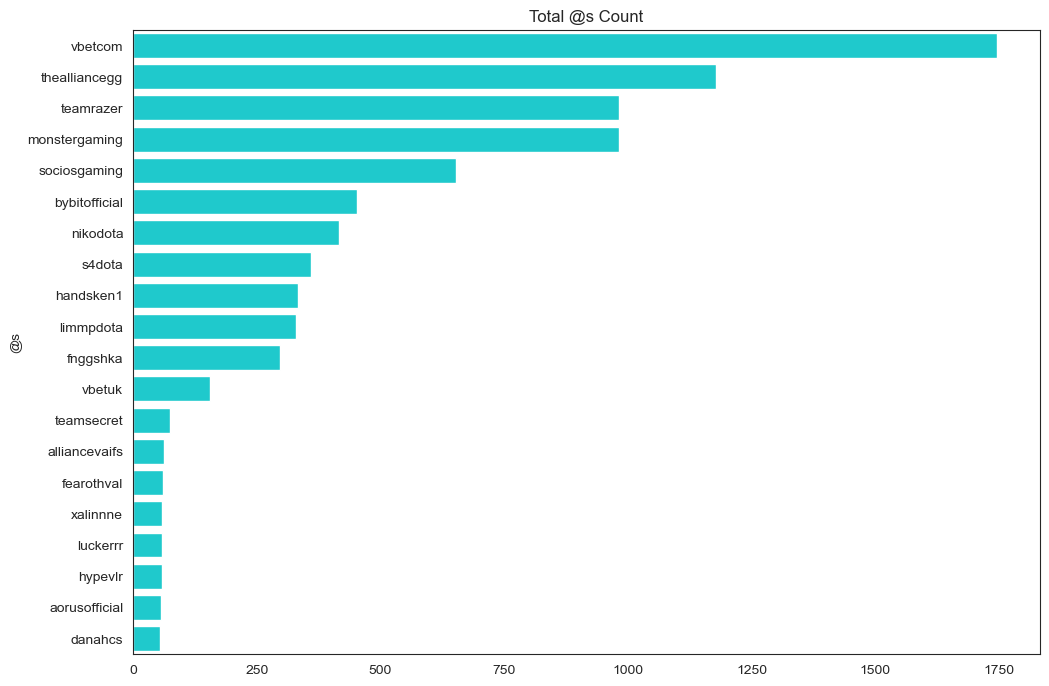 Total @s Count
vbetcom
thealliancegg
teamrazer
monstergaming
sociosgaming
bybitofficial
nikodota
s4dota
handsken1
limmpdota
fnggshka
vbetuk
teamsecret
alliancevaifs
fearothval
xalinnne
luckerrr
hypevlr
aorusofficial
danahcs
@s
0 250 500 750 1000 1250 1500 1750